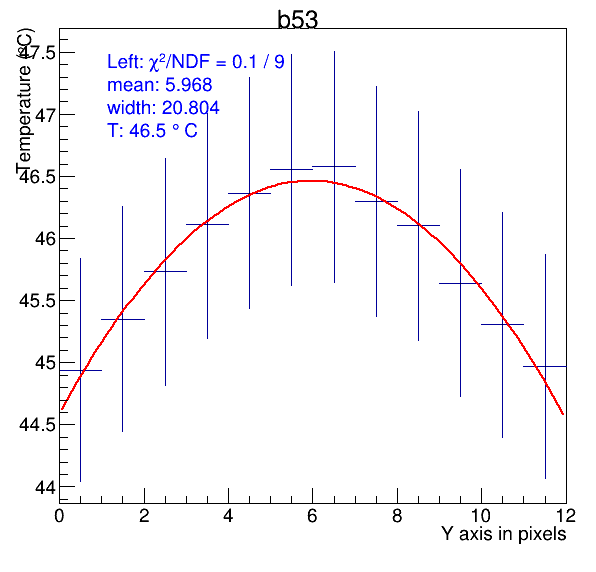 b53
Temperature (°C)
Left: χ²/NDF = 0.1 / 9
mean: 5.968
width: 20.804
T: 46.5 ° C
47.5
47
46.5
46
45.5
45
44.5
44
0 2 4 6 8 10 12
Y axis in pixels